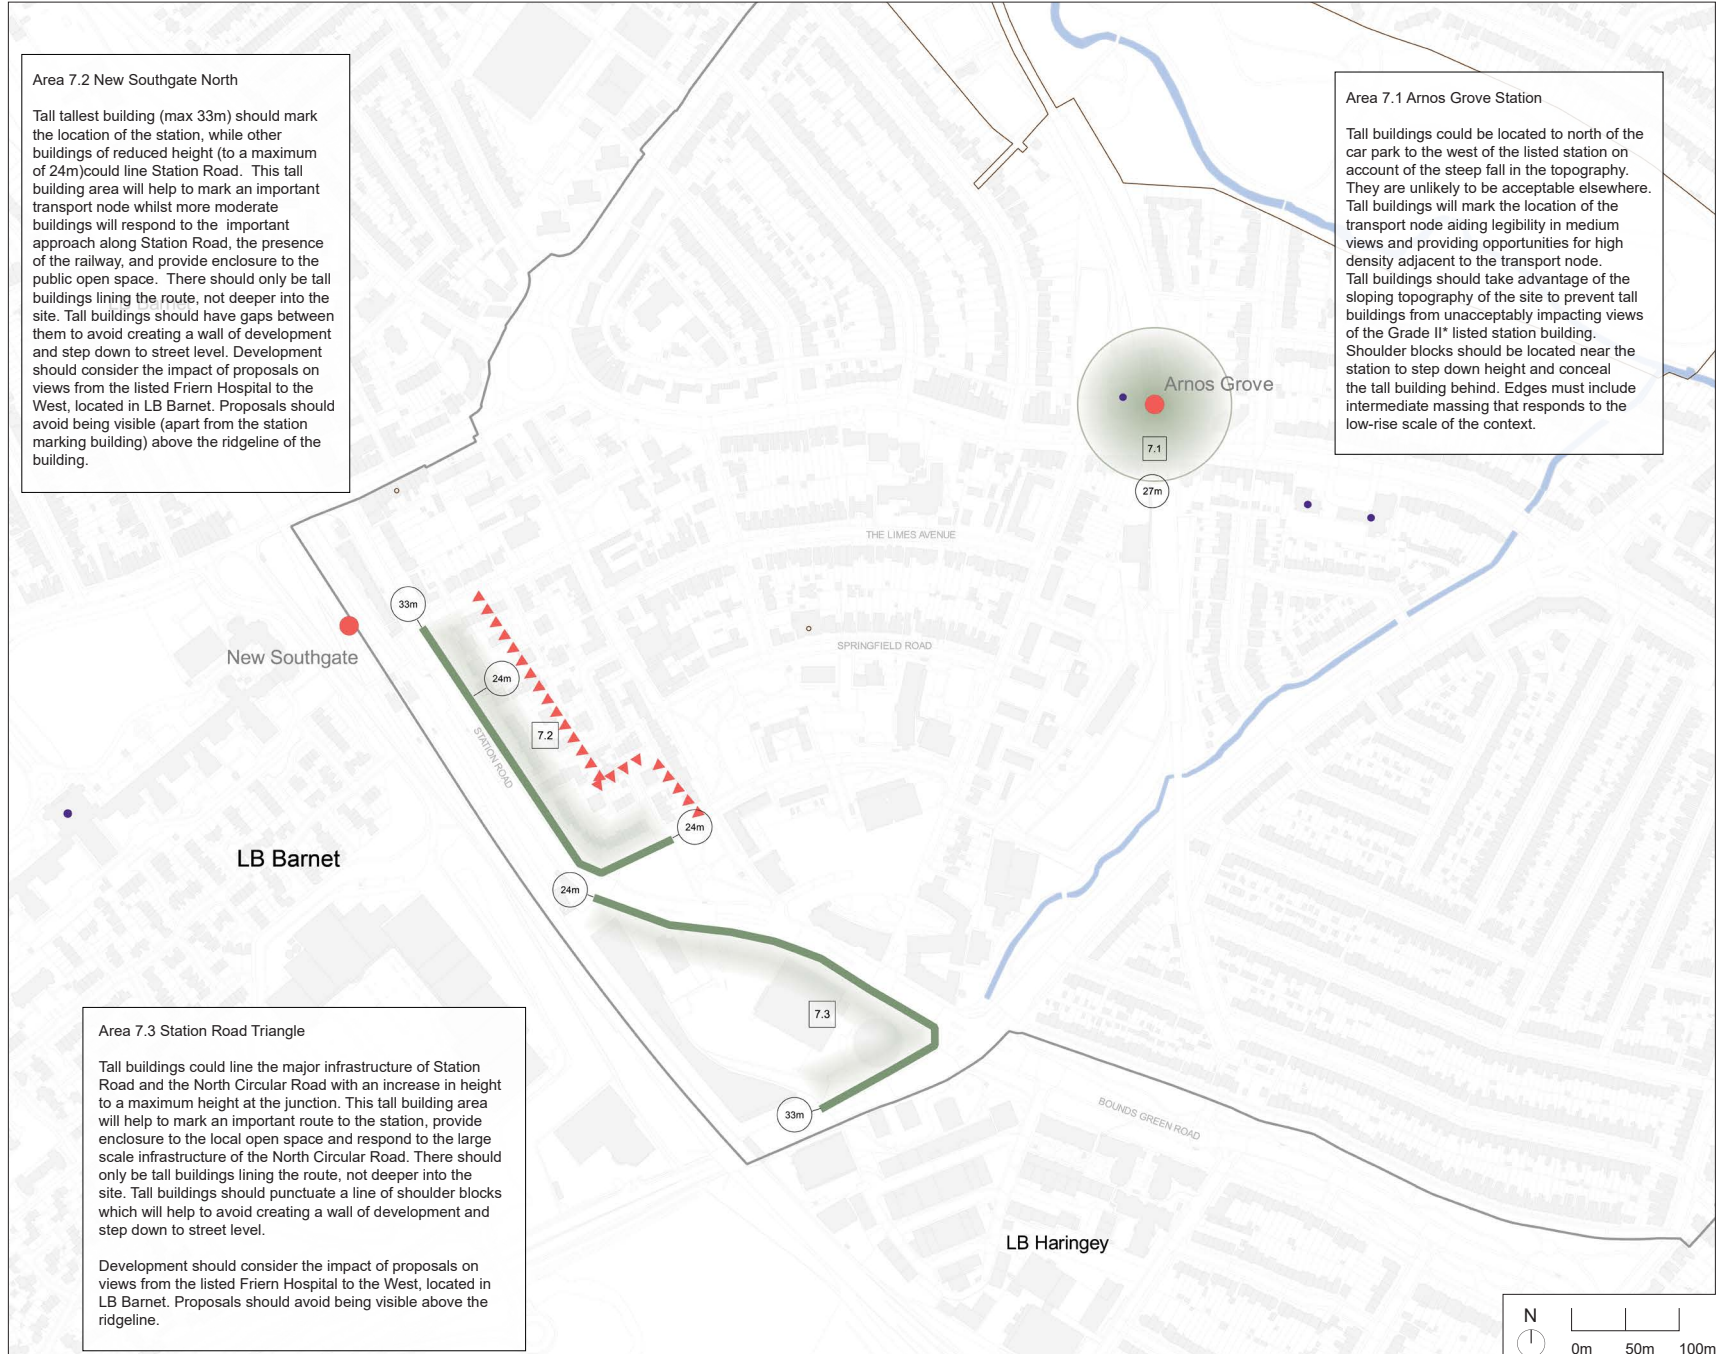 Area 7.2 New Southgate North
Tall tallest building (max 33m) should mark
the location of the station, while other
buildings of reduced height (to a maximum
of 24m)could line Station Road.  This tall
building area will help to mark an important
transport node whilst more moderate
buildings will respond to the  important
approach along Station Road, the presence
of the railway, and provide enclosure to the
public open space.  There should only be tall
buildings lining the route, not deeper into the
site. Tall buildings should have gaps between
them to avoid creating a wall of development
and step down to street level. Development
should consider the impact of proposals on
views from the listed Friern Hospital to the
West, located in LB Barnet. Proposals should
avoid being visible (apart from the station
marking building) above the ridgeline of the
building.
Area 7.1 Arnos Grove Station
Tall buildings could be located to north of the
car park to the west of the listed station on
account of the steep fall in the topography.
They are unlikely to be acceptable elsewhere.
Tall buildings will mark the location of the
transport node aiding legibility in medium
views and providing opportunities for high
density adjacent to the transport node.
Tall buildings should take advantage of the
sloping topography of the site to prevent tall
buildings from unacceptably impacting views
of the Grade II* listed station building.
Shoulder blocks should be located near the
station to step down height and conceal
the tall building behind. Edges must include
intermediate massing that responds to the
low-rise scale of the context.
Arnos Grove
7.1
27m
THE LIMES AVENUE
33m
New Southgate
SPRINGFIELD ROAD
24m
7.2
STATION ROAD
24m
LB Barnet
24m
7.3
33m
BOUNDS GREEN ROAD
LB Haringey
Area 7.3 Station Road Triangle
Tall buildings could line the major infrastructure of Station
Road and the North Circular Road with an increase in height
to a maximum height at the junction. This tall building area
will help to mark an important route to the station, provide
enclosure to the local open space and respond to the large
scale infrastructure of the North Circular Road. There should
only be tall buildings lining the route, not deeper into the
site. Tall buildings should punctuate a line of shoulder blocks
which will help to avoid creating a wall of development and
step down to street level.
Development should consider the impact of proposals on
views from the listed Friern Hospital to the West, located in
LB Barnet. Proposals should avoid being visible above the
ridgeline.
N
0m 50m 100m